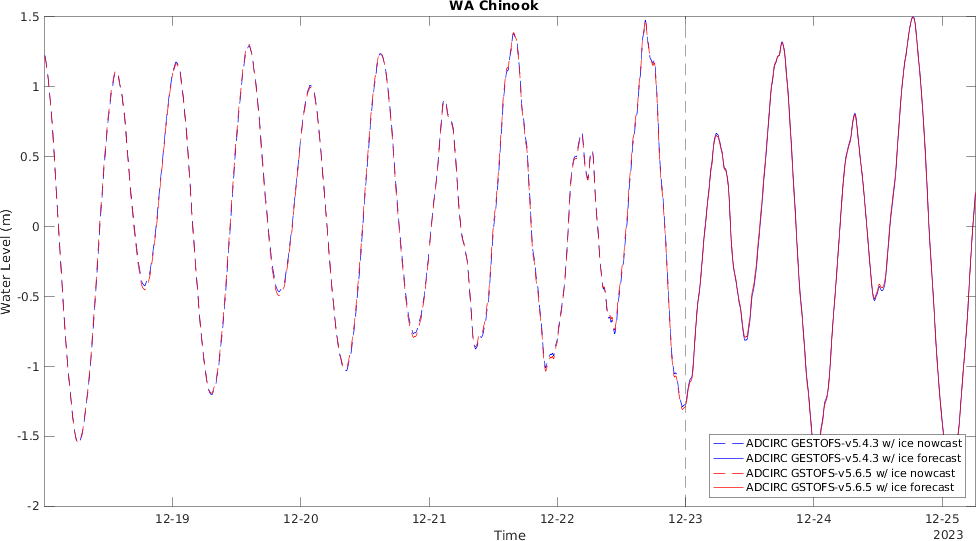 WA Chinook
1.5
1
0.5
0
-0.5
-1
-1.5
-2
Water Level (m)
12-19 12-20 12-21 12-22 12-23 12-24 12-25
Time
2023
ADCIRC GESTOFS-v5.4.3 w/ ice nowcast
ADCIRC GESTOFS-v5.4.3 w/ ice forecast
ADCIRC GSTOFS-v5.6.5 w/ ice nowcast
ADCIRC GSTOFS-v5.6.5 w/ ice forecast